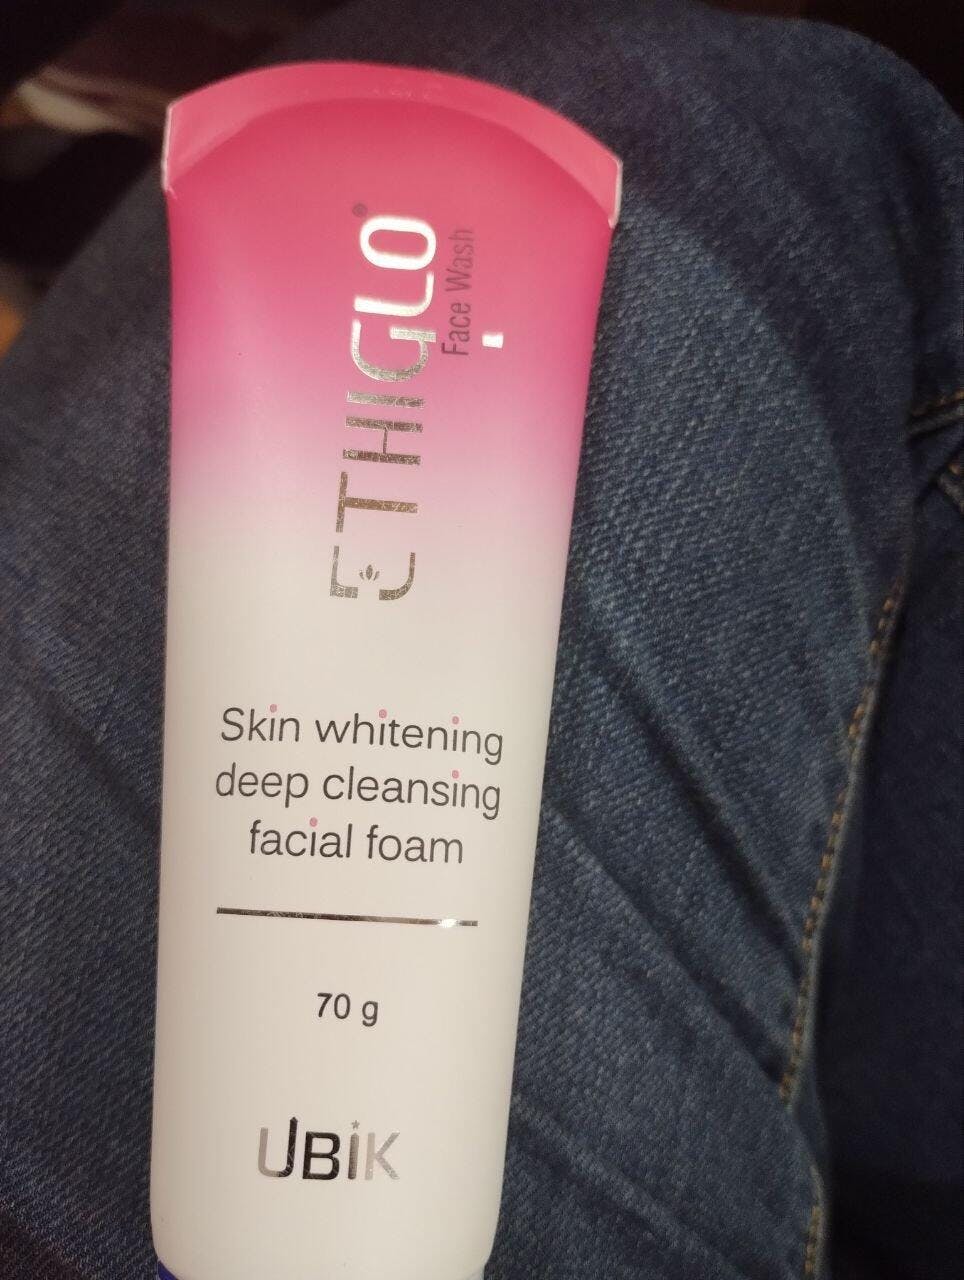 ETHIGLO®
Face Wash
Skin whitening
deep cleansing
facial foam
70 g
UBiK